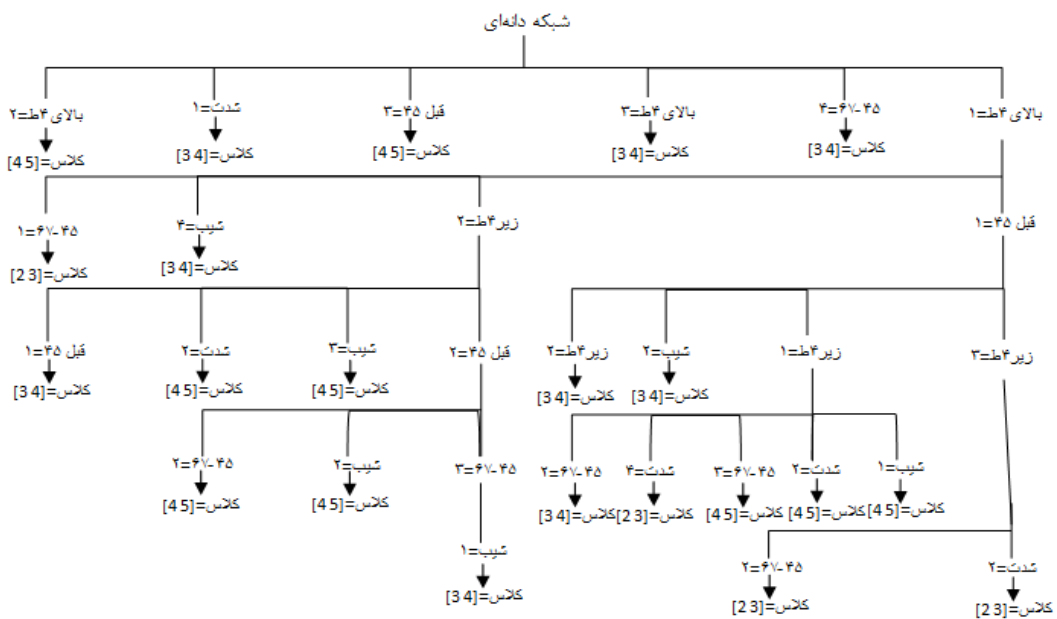 شبکه دانه‌ای
بالای ۴ط=۱
۴=۶۷-۴۵
بالای ۴ط=۳
قبل ۴۵=۳
شدت=۱
بالای ۴ط=۲
کلاس=[3 4]
کلاس=[3 4]
کلاس=[4 5]
کلاس=[3 4]
کلاس=[4 5]
قبل ۴۵=۱
زیر۴ط=۲
شیب=۴
۱=۶۷-۴۵
کلاس=[3 4]
کلاس=[2 3]
زیر۴ط=۳
زیر۴ط=۱
شیب=۲
زیر۴ط=۲
قبل ۴۵=۲
شیب=۳
شدت=۲
قبل ۴۵=۱
کلاس=[3 4]
کلاس=[3 4]
کلاس=[4 5]
کلاس=[4 5]
کلاس=[3 4]
شیب=۱
شدت=۲
۳=۶۷-۴۵
شدت=۴
۲=۶۷-۴۵
۳=۶۷-۴۵
شیب=۲
۲=۶۷-۴۵
کلاس=[4 5]
کلاس=[4 5]
کلاس=[4 5]
کلاس=[2 3]
کلاس=[3 4]
کلاس=[4 5]
کلاس=[4 5]
شدت=۲
۲=۶۷-۴۵
شیب=۱
کلاس=[2 3]
کلاس=[2 3]
کلاس=[3 4]